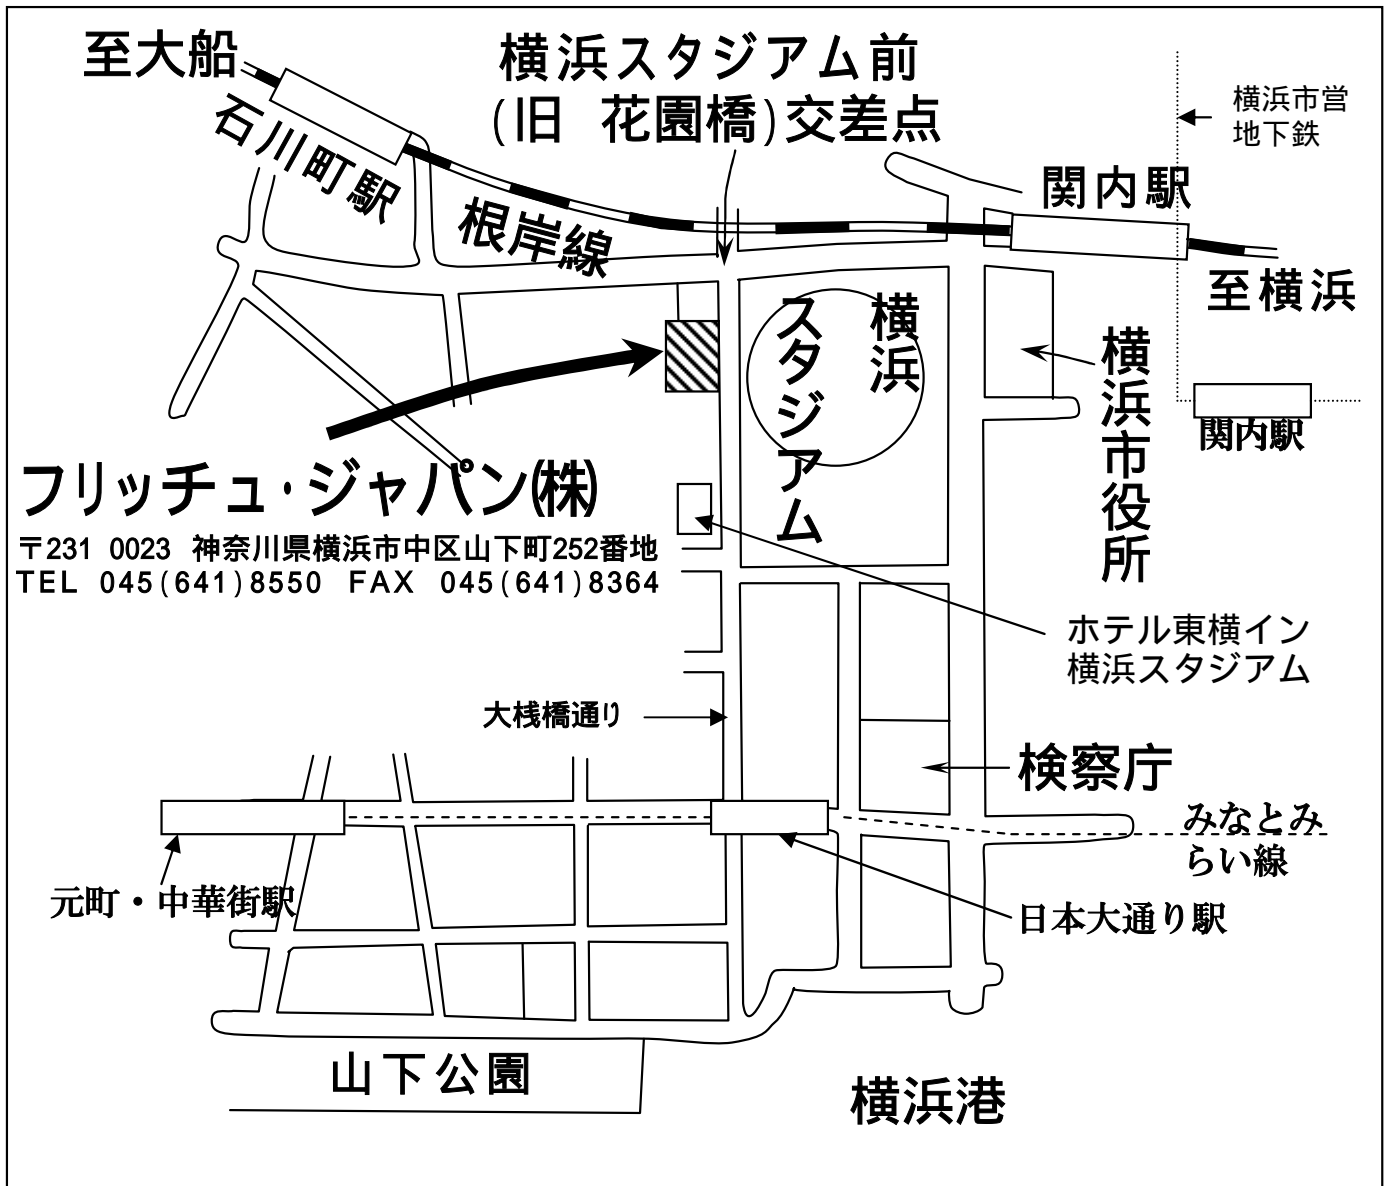 至大船
横浜スタジアム前
(旧 花園橋)交差点
横浜市営
地下鉄
石川町駅
根岸線
関内駅
至横浜
横浜
スタジアム
横浜市役所
関内駅
フリッチュ・ジャパン㈱
〒231 0023 神奈川県横浜市中区山下町252番地
TEL 045(641)8550 FAX 045(641)8364
ホテル東横イン
横浜スタジアム
大桟橋通り
検察庁
みなとみ
らい線
元町・中華街駅
日本大通り駅
山下公園
横浜港